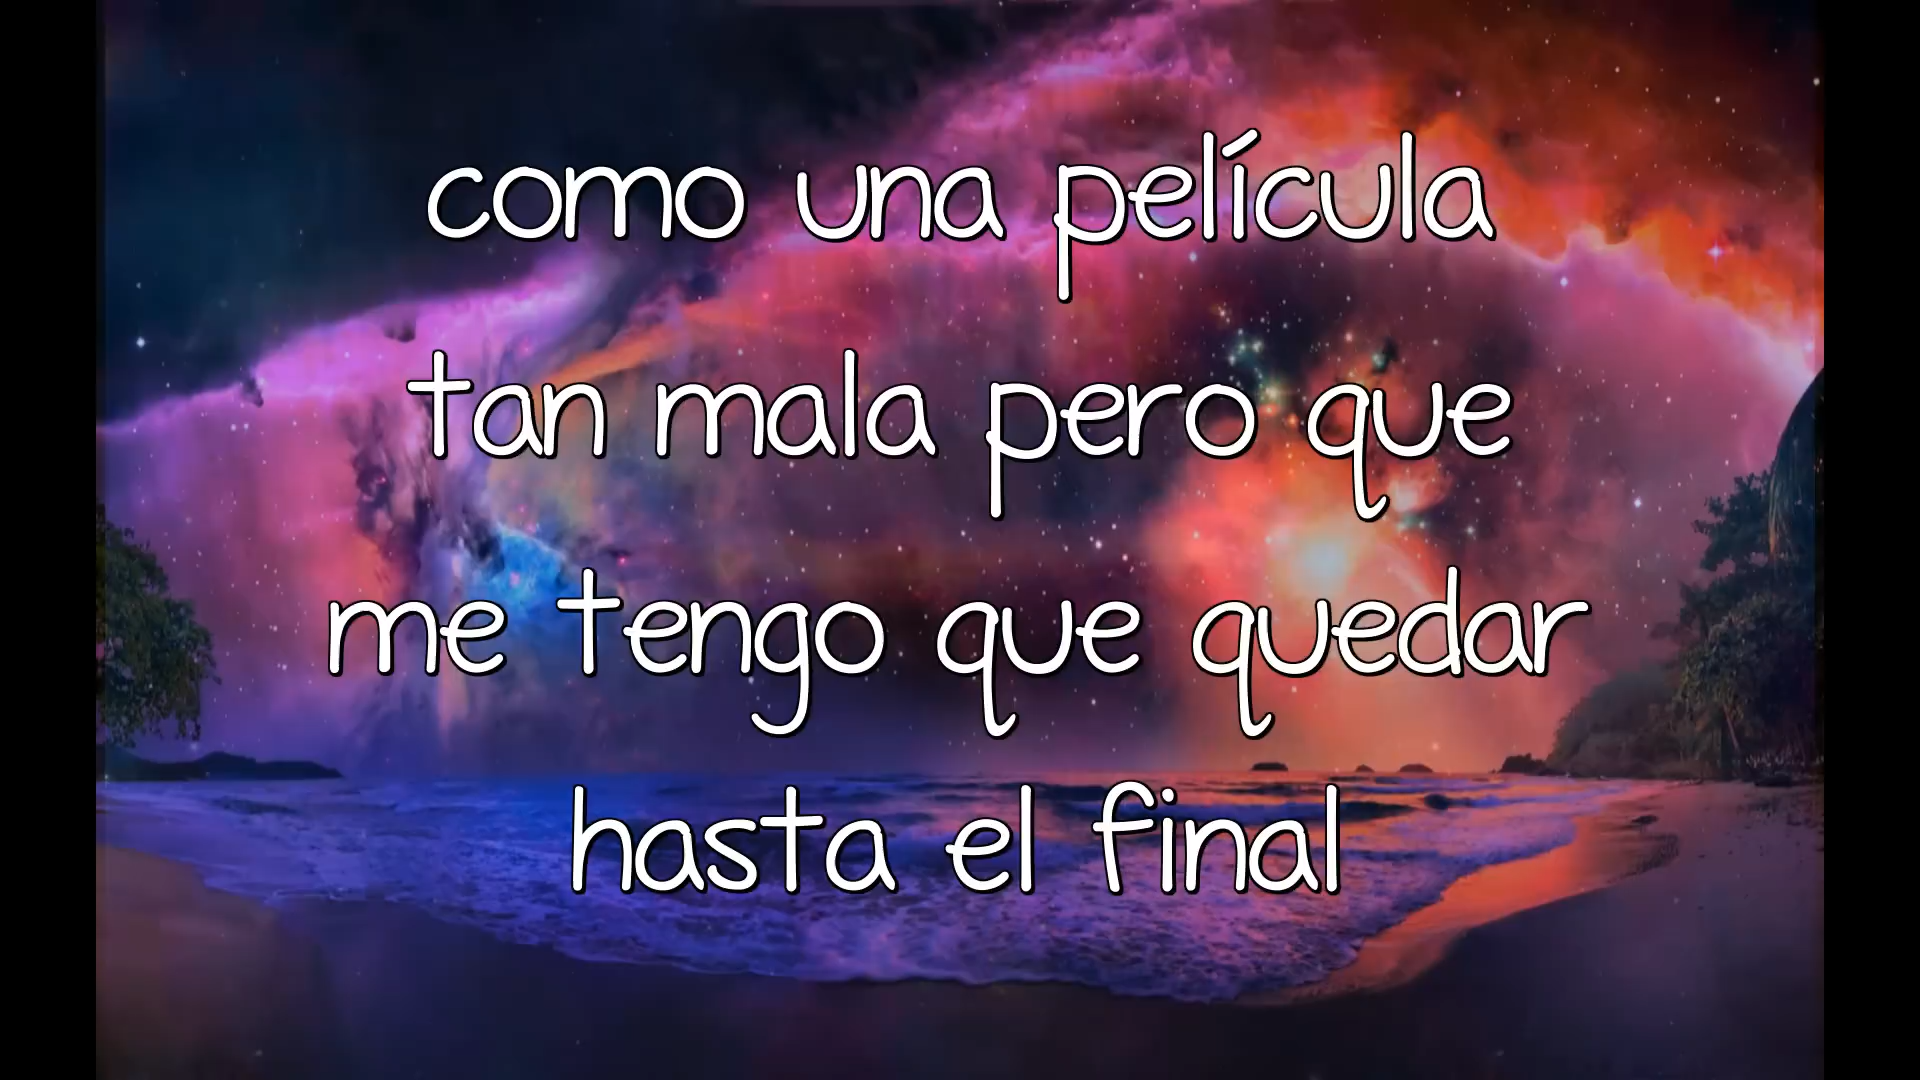 como una película
tan mala pero que
me tengo que quedar
hasta el final